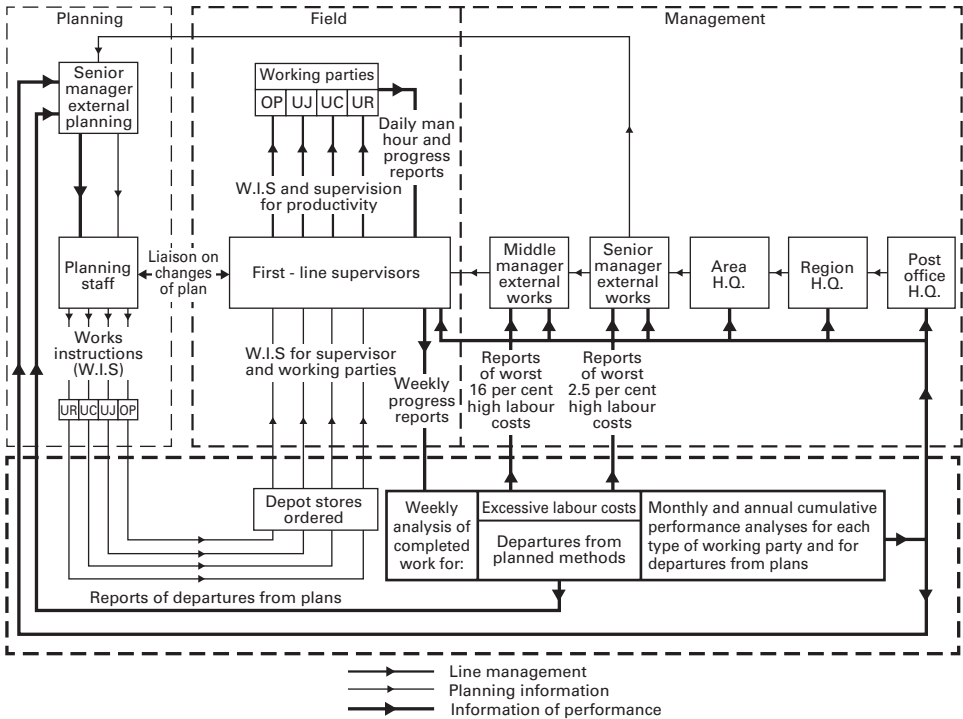 Planning
Field
Management
Senior
manager
external
planning
Working parties
OP UJ UC UR
Daily man
hour and
progress
reports
W.I.S and supervision
for productivity
Planning
staff
Liaison on
changes
of plan
First - line supervisors
Middle
manager
external
works
Senior
manager
external
works
Area
H.Q.
Region
H.Q.
Post
office
H.Q.
Works
instructions
(W.I.S)
UR UC UJ OP
W.I.S for supervisor
and working parties
Weekly
progress
reports
Reports
of worst
16 per cent
high labour
costs
Reports
of worst
2.5 per cent
high labour
costs
Depot stores
ordered
Weekly
analysis of
completed
work for:
Excessive labour costs
Departures from
planned methods
Monthly and annual cumulative
performance analyses for each
type of working party and for
departures from plans
Reports of departures from plans
Line management
Planning information
Information of performance